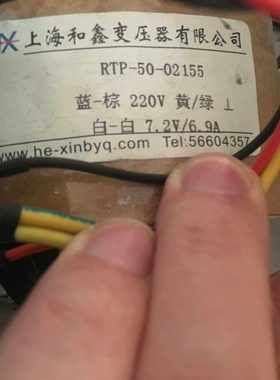 上海和鑫变压器有限公司
RTP-50-02155
蓝-棕 220V 黄/绿 ⊥
白-白 7.2V/6.9A
www.he-xinbyq.com Tel:56604357